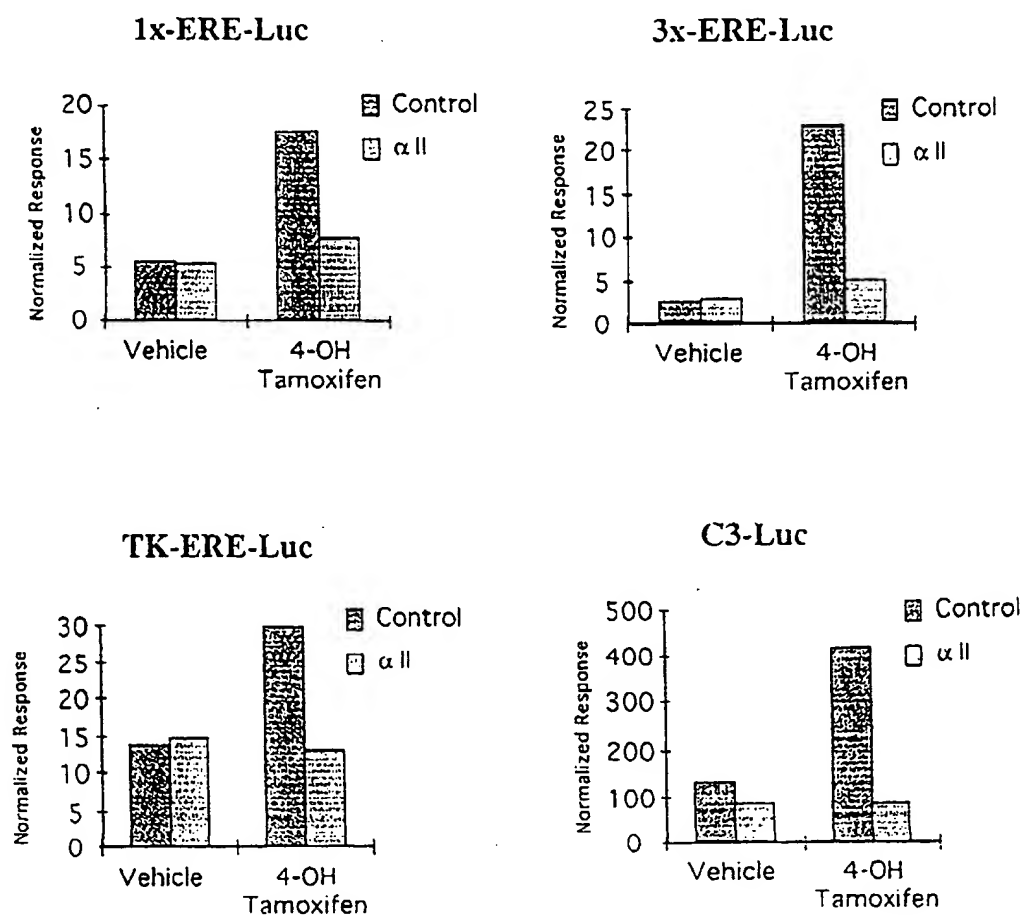 1x-ERE-Luc
Normalized Response
20
15
10
5
0
Control
α II
Vehicle
4-OH
Tamoxifen
3x-ERE-Luc
Normalized Response
25
20
15
10
5
0
Control
α II
Vehicle
4-OH
Tamoxifen
TK-ERE-Luc
Normalized Response
30
25
20
15
10
5
0
Control
α II
Vehicle
4-OH
Tamoxifen
C3-Luc
Normalized Response
500
400
300
200
100
0
Control
α II
Vehicle
4-OH
Tamoxifen